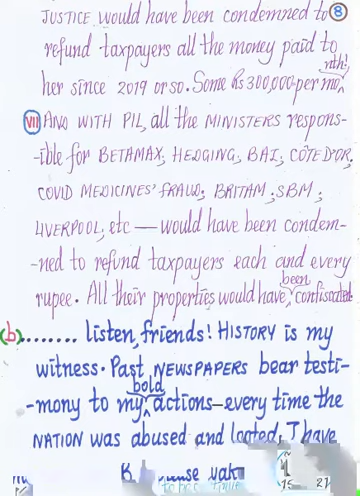 JUSTICE would have been condemned to (8)
refund taxpayers all the money paid to
her since 2019 or so. Some Rs300,000 per month!
(VII) AND WITH PIL, all the MINISTERS respons-
-ible for BETAMAX; HEDGING; BAI; CÔTE D'OR;
COVID MEDICINES' FRAUD; BRITAM; SBM;
LIVERPOOL, etc — would have been condem-
-ned to refund taxpayers each and every
rupee. All their properties would have been confiscated
(b)........ listen, friends! HISTORY is my
witness. Past NEWSPAPERS bear testi-
-mony to my bold actions—every time the
NATION was abused and looted, I have